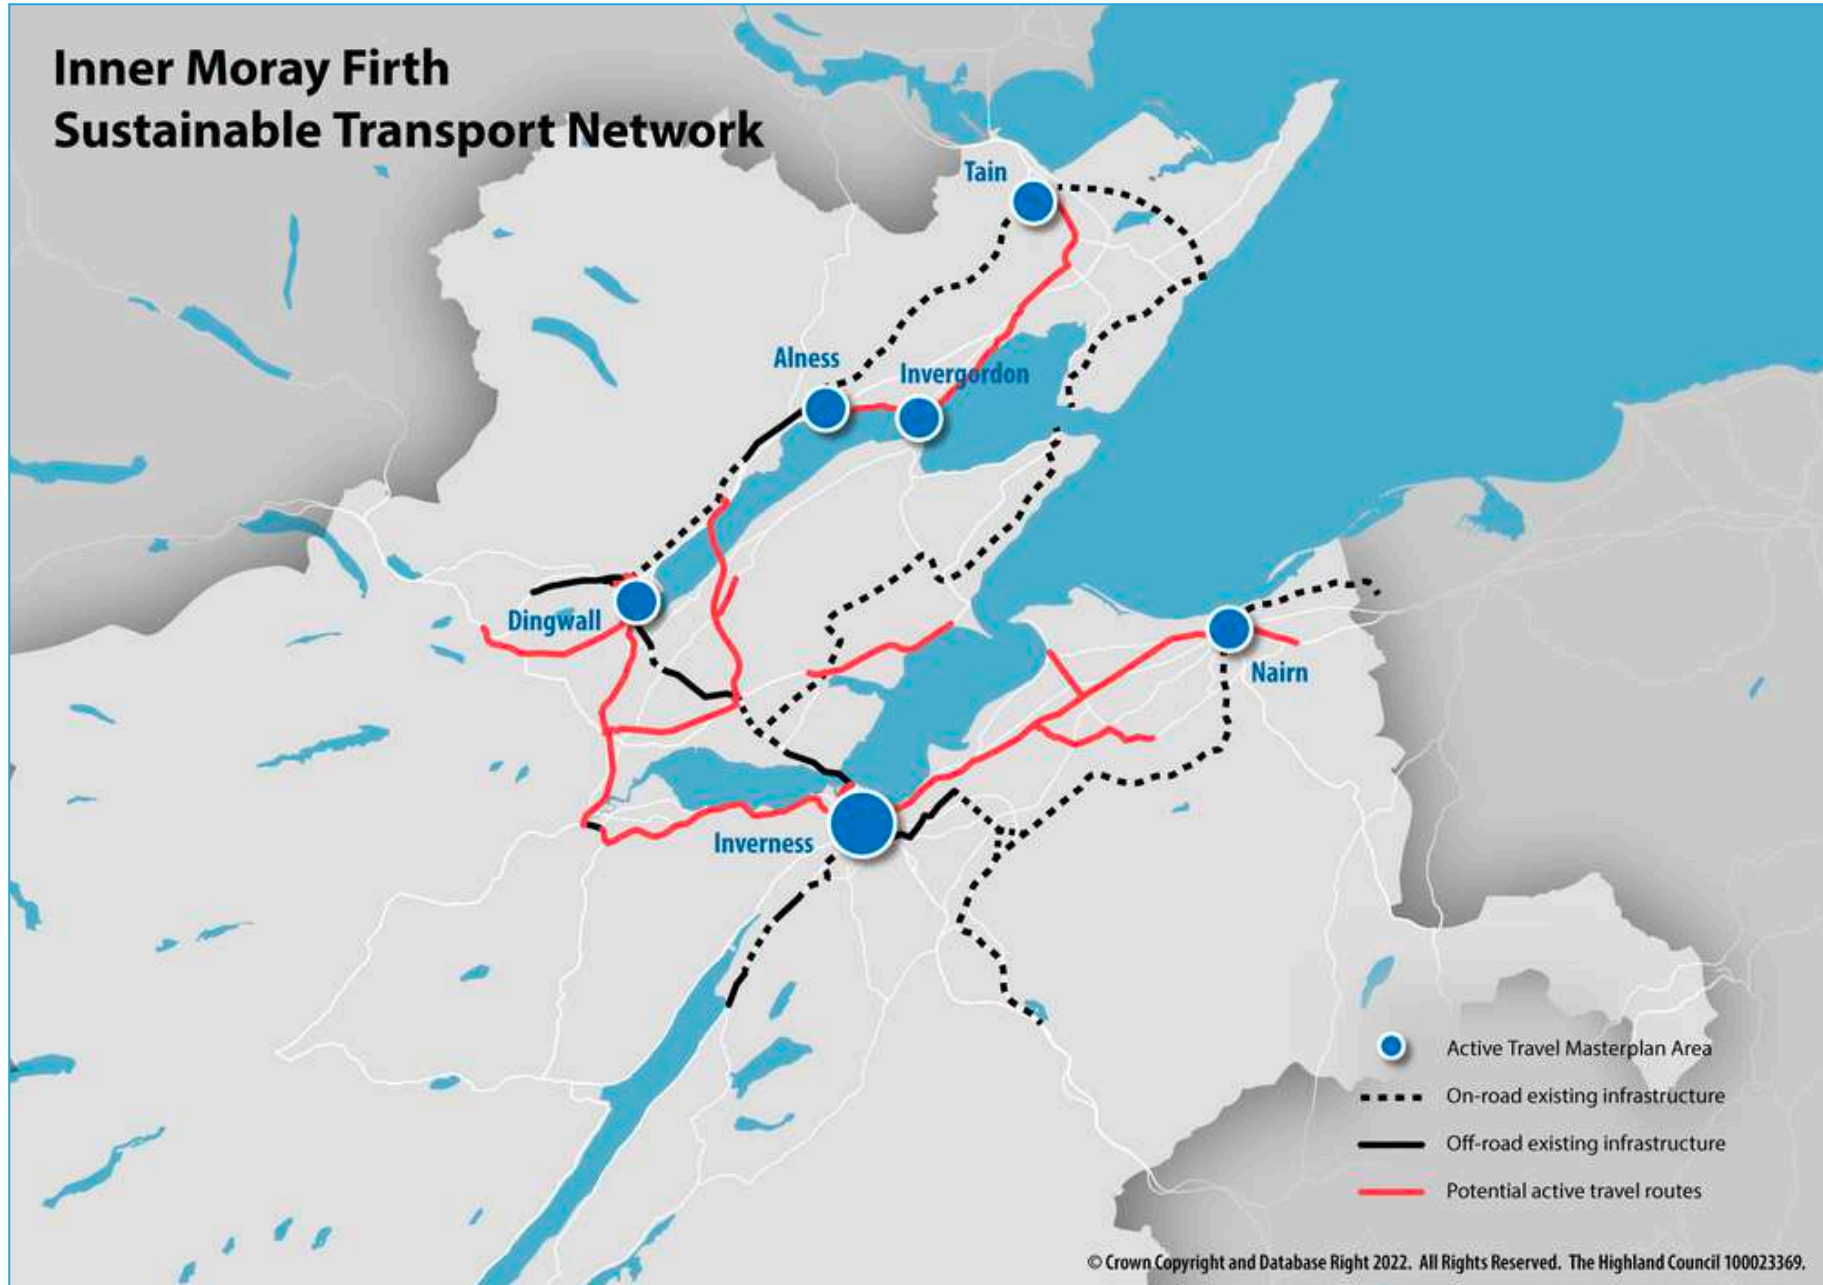 Inner Moray Firth
Sustainable Transport Network
Tain
Alness
Invergordon
Dingwall
Nairn
Inverness
Active Travel Masterplan Area
On-road existing infrastructure
Off-road existing infrastructure
Potential active travel routes
© Crown Copyright and Database Right 2022. All Rights Reserved. The Highland Council 100023369.